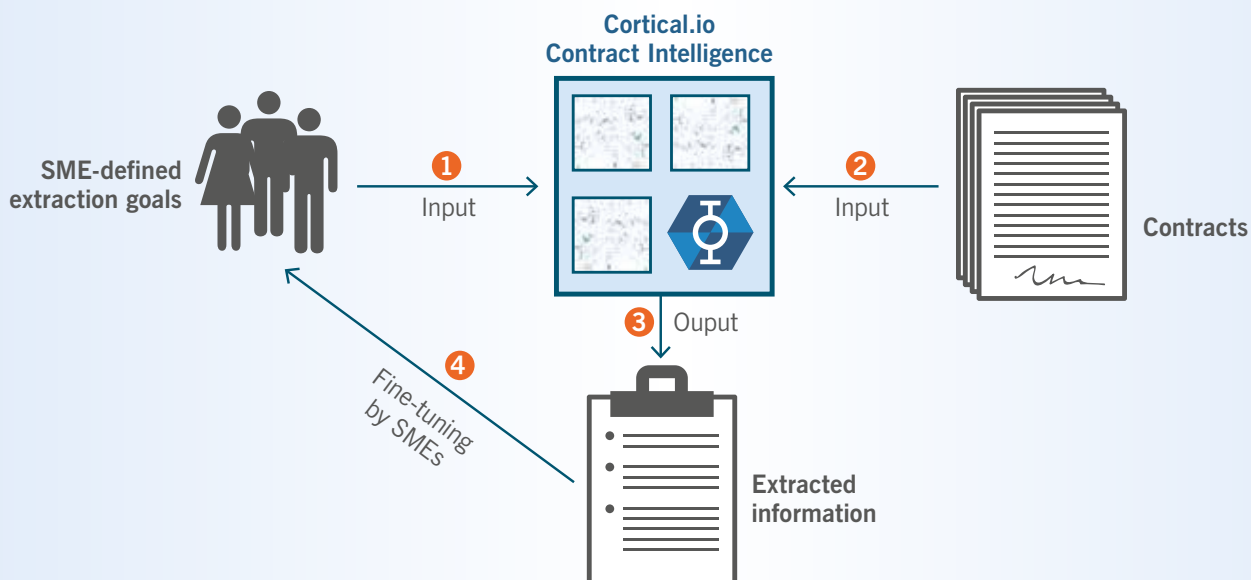 Cortical.io
Contract Intelligence
SME-defined
extraction goals
1
Input
2
Input
Contracts
3
Ouput
4
Fine-tuning
by SMEs
Extracted
information